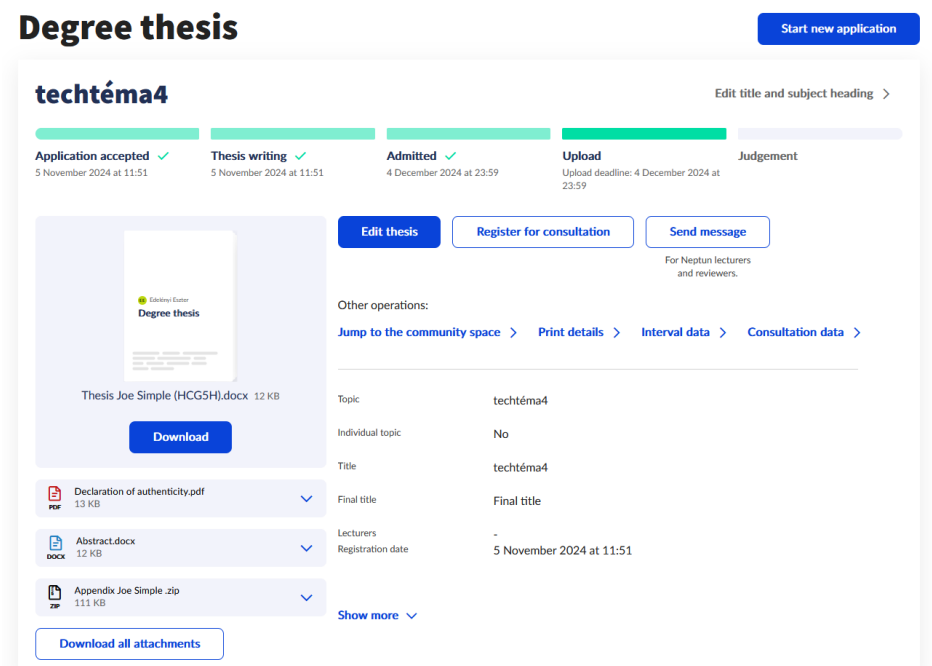 Degree thesis
Start new application
techtéma4
Edit title and subject heading
Application accepted
5 November 2024 at 11:51
Thesis writing
5 November 2024 at 11:51
Admitted
4 December 2024 at 23:59
Upload
Upload deadline: 4 December 2024 at
23:59
Judgement
Edelényi Eszter
Degree thesis
Thesis Joe Simple (HCG5H).docx 12 KB
Download
Declaration of authenticity.pdf
13 KB
PDF
Abstract.docx
12 KB
DOCX
Appendix Joe Simple .zip
111 KB
ZIP
Download all attachments
Edit thesis
Register for consultation
Send message
For Neptun lecturers
and reviewers.
Other operations:
Jump to the community space
Print details
Interval data
Consultation data
Topic techtéma4
Individual topic No
Title techtéma4
Final title Final title
Lecturers -
Registration date 5 November 2024 at 11:51
Show more